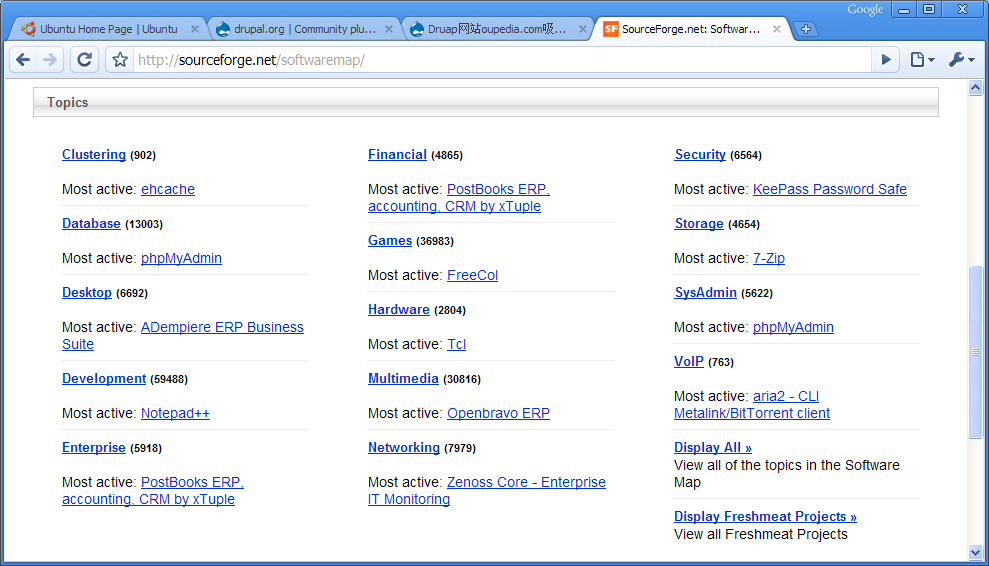 Google
Ubuntu Home Page | Ubuntu
drupal.org | Community plu...
Druap网站oupedia.com吸...
SF SourceForge.net: Softwar...
http://sourceforge.net/softwaremap/
Topics
Clustering (902)
Most active: ehcache
Database (13003)
Most active: phpMyAdmin
Desktop (6692)
Most active: ADempiere ERP Business
Suite
Development (59488)
Most active: Notepad++
Enterprise (5918)
Most active: PostBooks ERP,
accounting, CRM by xTuple
Financial (4865)
Most active: PostBooks ERP,
accounting, CRM by xTuple
Games (36983)
Most active: FreeCol
Hardware (2804)
Most active: Tcl
Multimedia (30816)
Most active: Openbravo ERP
Networking (7979)
Most active: Zenoss Core - Enterprise
IT Monitoring
Security (6564)
Most active: KeePass Password Safe
Storage (4654)
Most active: 7-Zip
SysAdmin (5622)
Most active: phpMyAdmin
VoIP (763)
Most active: aria2 - CLI
Metalink/BitTorrent client
Display All »
View all of the topics in the Software
Map
Display Freshmeat Projects »
View all Freshmeat Projects